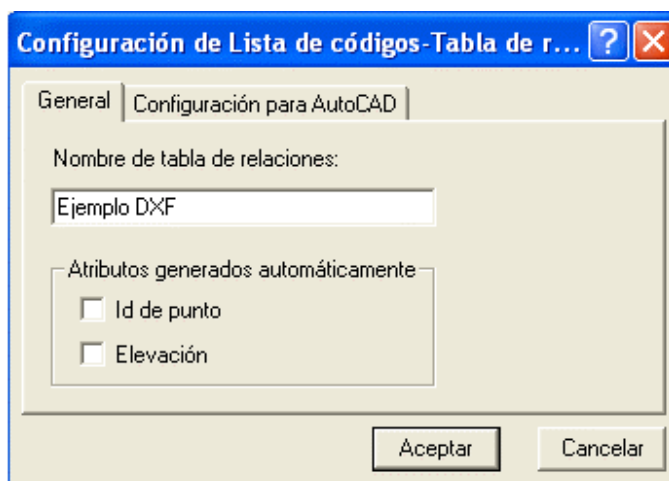 Configuración de Lista de códigos-Tabla de r...
General
Configuración para AutoCAD
Nombre de tabla de relaciones:
Ejemplo DXF
Atributos generados automáticamente
Id de punto
Elevación
Aceptar
Cancelar